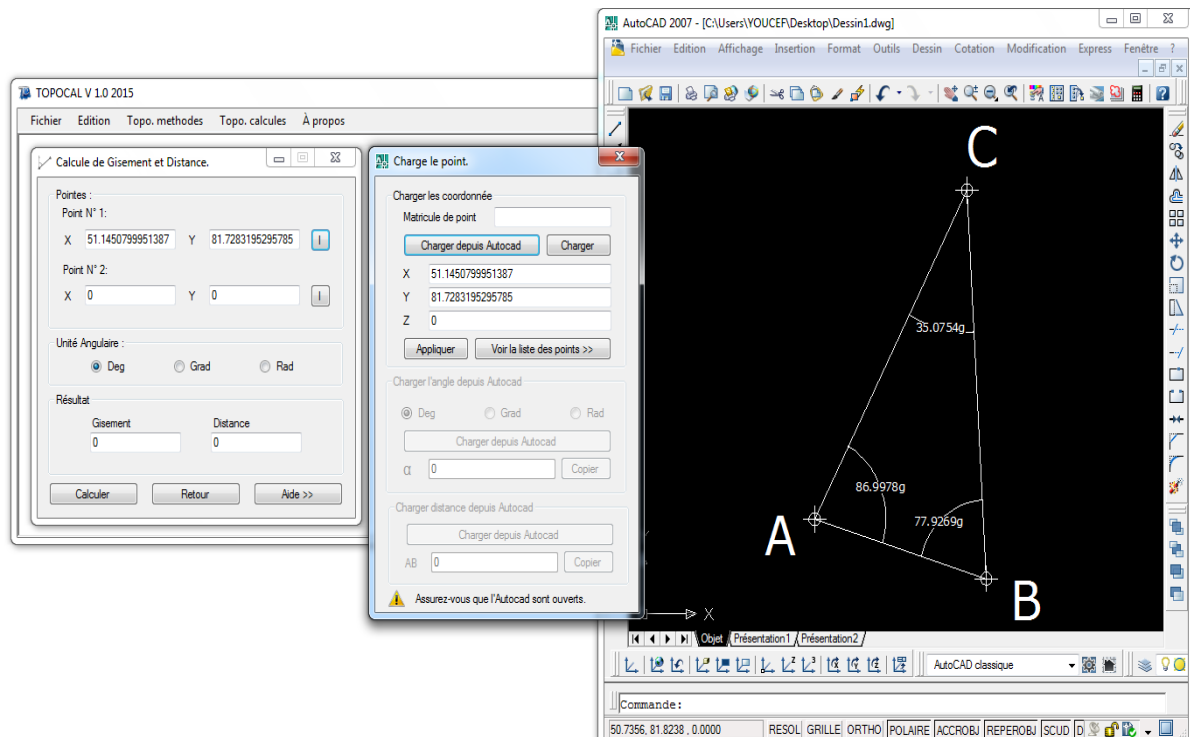 TOPOCAL V 1.0 2015
Fichier Edition Topo. methodes Topo. calcules À propos
Calcule de Gisement et Distance.
Pointes :
Point N° 1:
X 51.1450799951387 Y 81.7283195295785 I
Point N° 2:
X 0 Y 0 I
Unité Angulaire :
Deg Grad Rad
Résultat
Gisement Distance
0 0
Calculer Retour Aide >>
Charge le point.
Charger les coordonnée
Matricule de point
Charger depuis Autocad Charger
X 51.1450799951387
Y 81.7283195295785
Z 0
Appliquer Voir la liste des points >>
Charger l'angle depuis Autocad
Deg Grad Rad
Charger depuis Autocad
α 0 Copier
Charger distance depuis Autocad
Charger depuis Autocad
AB 0 Copier
Assurez-vous que l'Autocad sont ouverts.
AutoCAD 2007 - [C:\Users\YOUCEF\Desktop\Dessin1.dwg]
Fichier Edition Affichage Insertion Format Outils Dessin Cotation Modification Express Fenêtre ?
C
35.0754g
86.9978g
77.9269g
A
B
X
Objet Présentation1 Présentation2
AutoCAD classique
Commande:
50.7356, 81.8238 , 0.0000 RESOL GRILLE ORTHO POLAIRE ACCROBJ REPEROBJ SCUD D